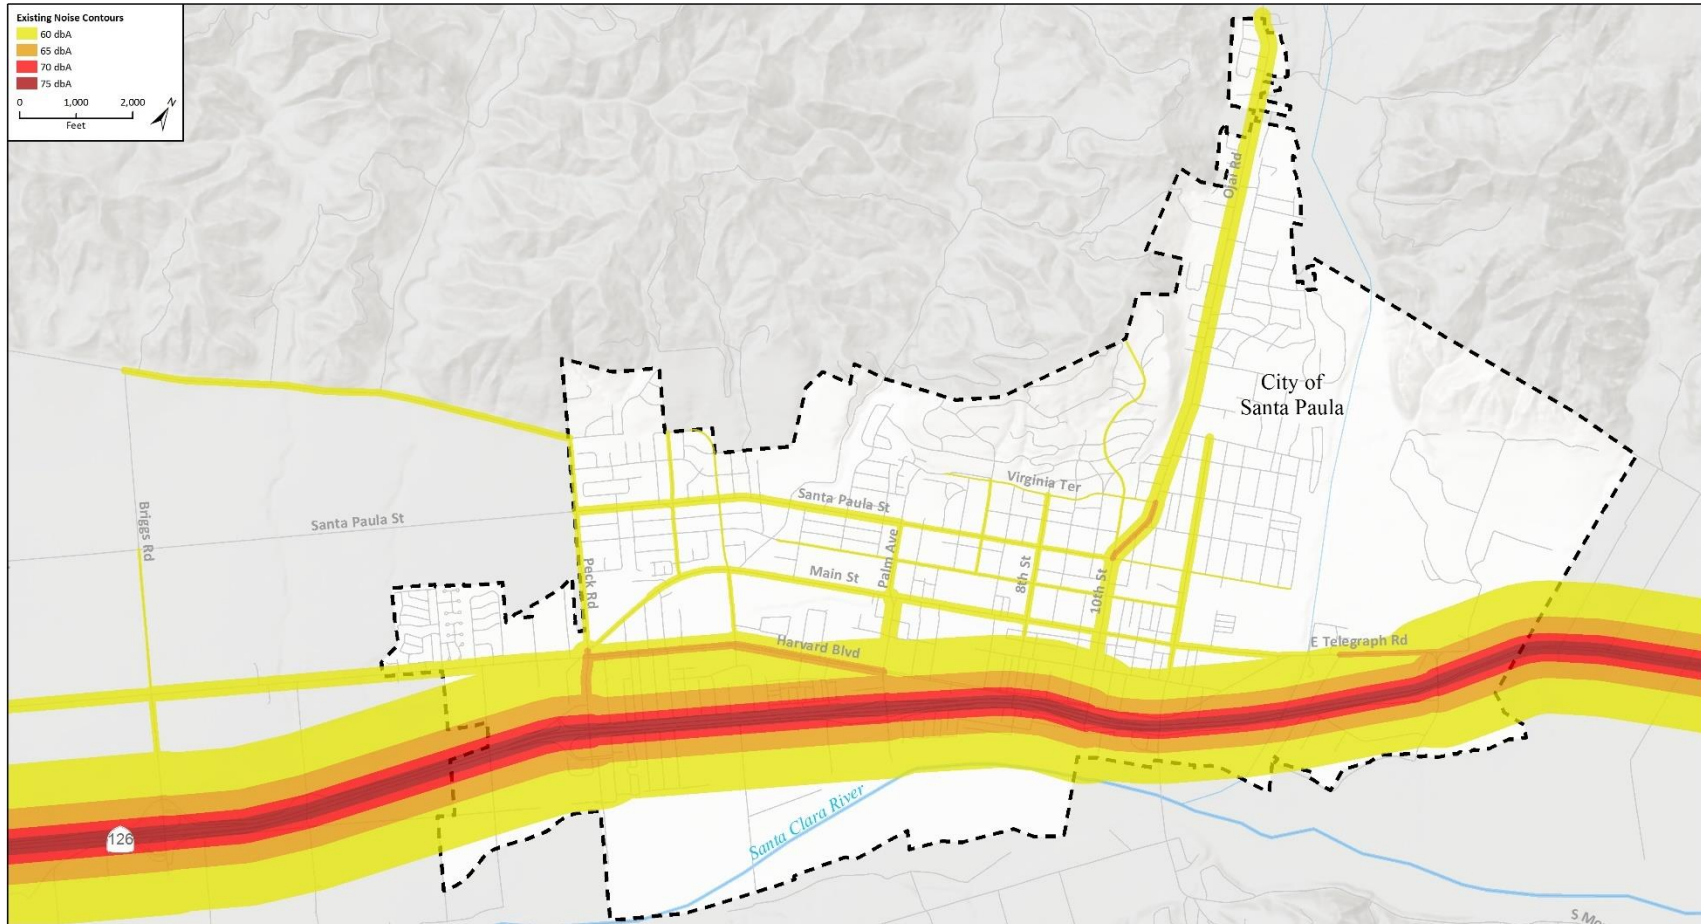 Existing Noise Contours
60 dbA
65 dbA
70 dbA
75 dbA
0 1,000 2,000
Feet
N
Ojai Rd
City of
Santa Paula
Virginia Ter
Santa Paula St
Santa Paula St
Briggs Rd
Main St
Palm Ave
8th St
10th St
Peck Rd
Harvard Blvd
E Telegraph Rd
126
Santa Clara River